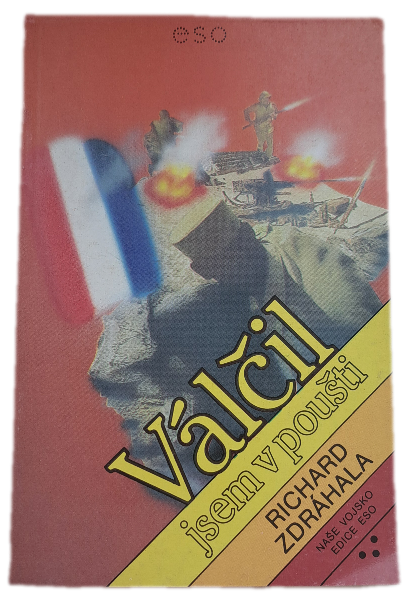 eso
Válčil
jsem v poušti
RICHARD
ZDRÁHALA
NAŠE VOJSKO
EDICE ESO